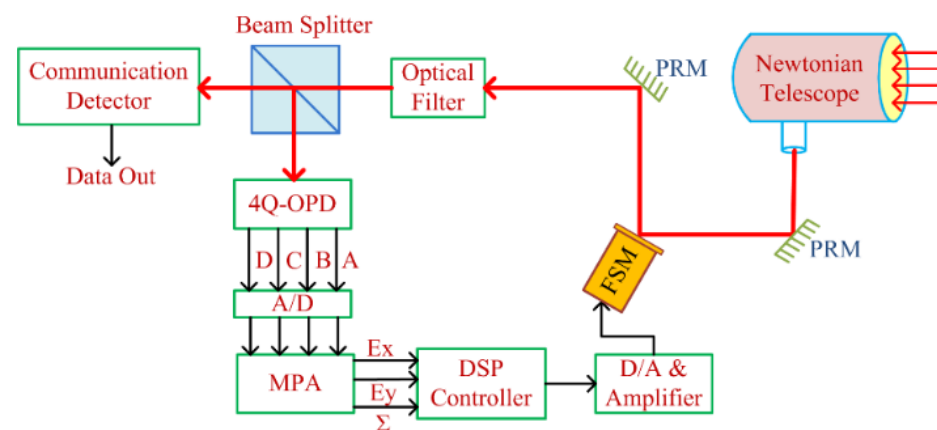 Beam Splitter
Communication
Detector
Optical
Filter
PRM
Newtonian
Telescope
Data Out
4Q-OPD
PRM
FSM
D C B A
A/D
MPA
Ex
Ey
Σ
DSP
Controller
D/A &
Amplifier